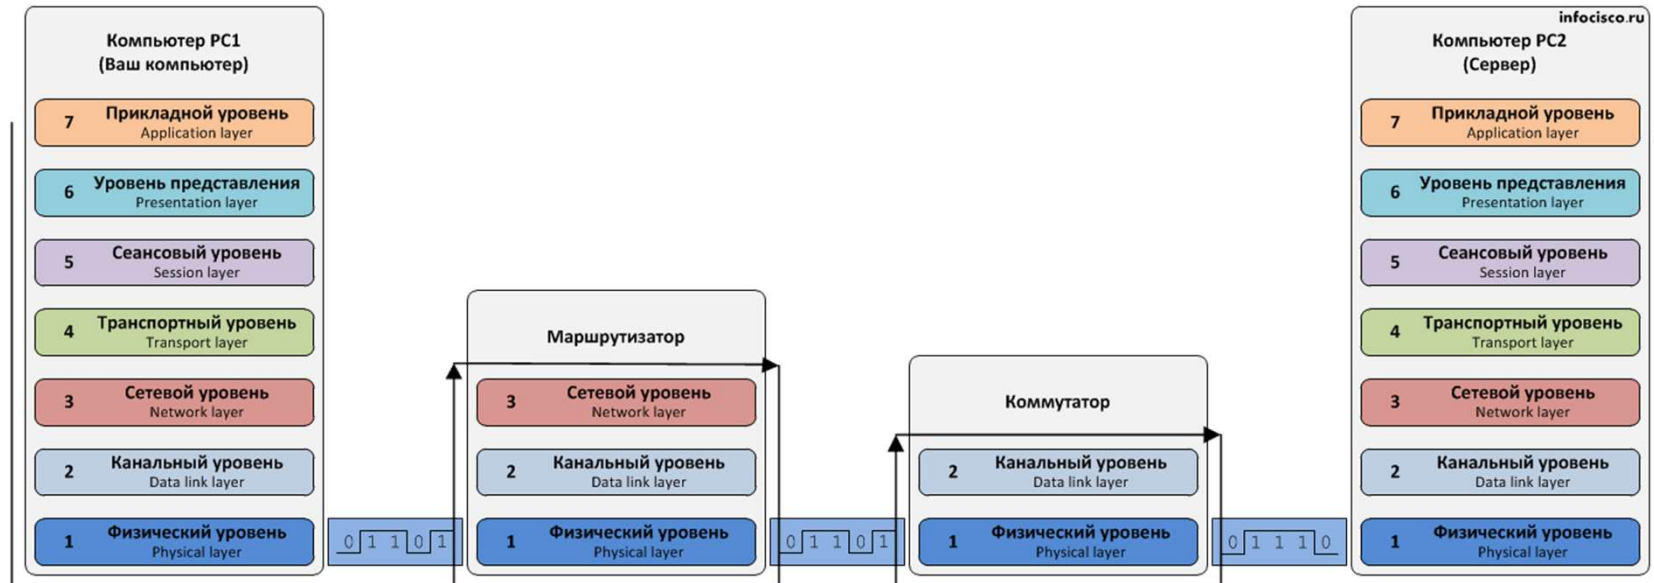 infocisco.ru
Компьютер PC1
(Ваш компьютер)
7 Прикладной уровень
Application layer
6 Уровень представления
Presentation layer
5 Сеансовый уровень
Session layer
4 Транспортный уровень
Transport layer
3 Сетевой уровень
Network layer
2 Канальный уровень
Data link layer
1 Физический уровень
Physical layer
0 1 1 0 1
Маршрутизатор
3 Сетевой уровень
Network layer
2 Канальный уровень
Data link layer
1 Физический уровень
Physical layer
0 1 1 0 1
Коммутатор
2 Канальный уровень
Data link layer
1 Физический уровень
Physical layer
0 1 1 1 0
Компьютер PC2
(Сервер)
7 Прикладной уровень
Application layer
6 Уровень представления
Presentation layer
5 Сеансовый уровень
Session layer
4 Транспортный уровень
Transport layer
3 Сетевой уровень
Network layer
2 Канальный уровень
Data link layer
1 Физический уровень
Physical layer